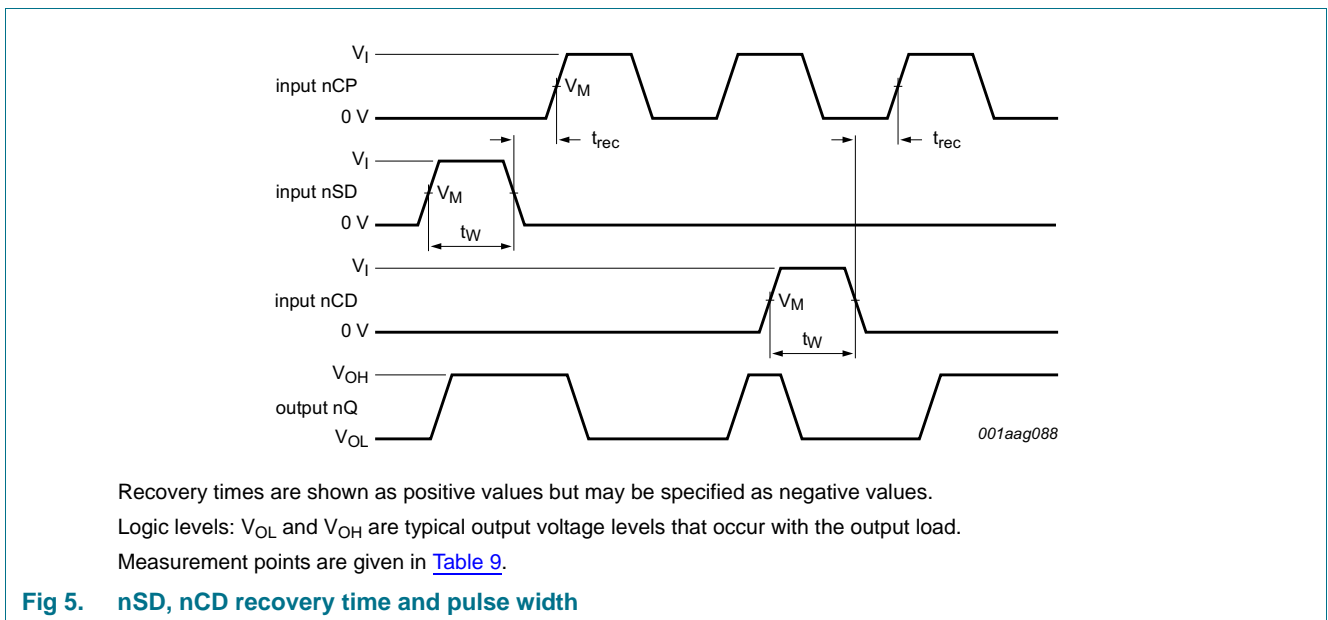 VI
input nCP
VM
0 V
trec
trec
VI
input nSD
VM
0 V
tW
VI
input nCD
VM
0 V
tW
VOH
output nQ
VOL
001aag088
Recovery times are shown as positive values but may be specified as negative values.
Logic levels: VOL and VOH are typical output voltage levels that occur with the output load.
Measurement points are given in Table 9.
Fig 5. nSD, nCD recovery time and pulse width